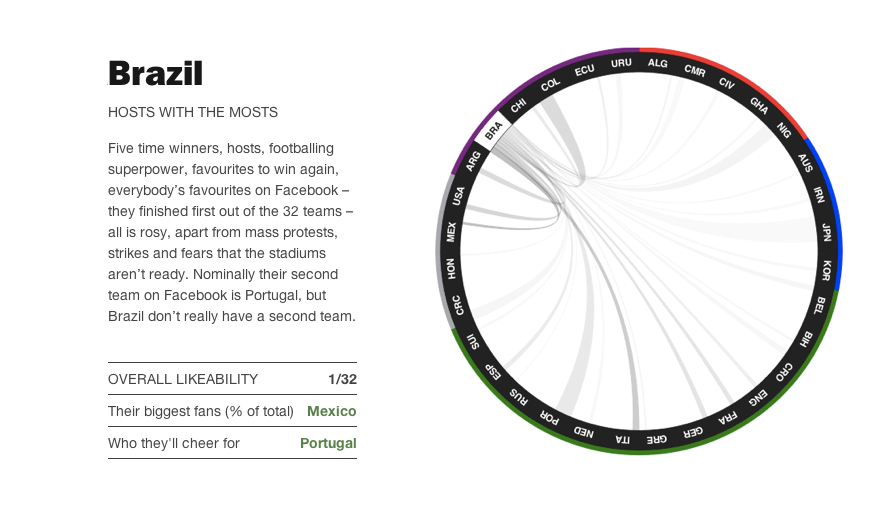 Brazil
HOSTS WITH THE MOSTS
Five time winners, hosts, footballing
superpower, favourites to win again,
everybody’s favourites on Facebook –
they finished first out of the 32 teams –
all is rosy, apart from mass protests,
strikes and fears that the stadiums
aren’t ready. Nominally their second
team on Facebook is Portugal, but
Brazil don’t really have a second team.
OVERALL LIKEABILITY 1/32
Their biggest fans (% of total) Mexico
Who they'll cheer for Portugal
BRA
CHI
COL
ECU
URU
ALG
CMR
CIV
GHA
NIG
AUS
IRN
JPN
KOR
BEL
BIH
CRO
ENG
FRA
GER
GRE
ITA
NED
POR
RUS
ESP
SUI
CRC
HON
MEX
USA
ARG